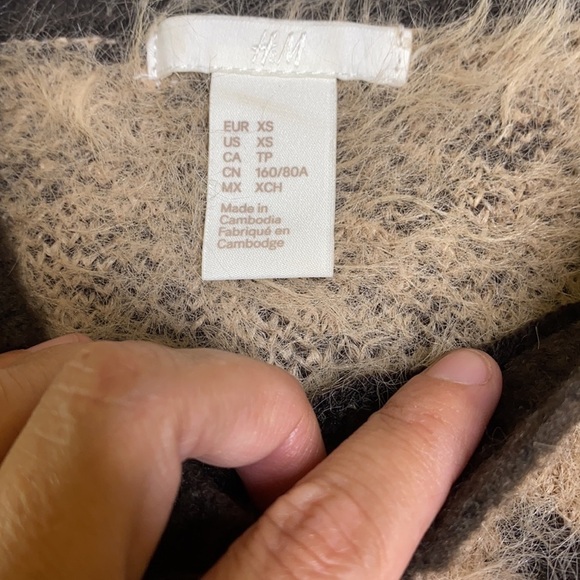 H&M
EUR XS
US XS
CA TP
CN 160/80A
MX XCH
Made in
Cambodia
Fabriqué en
Cambodge